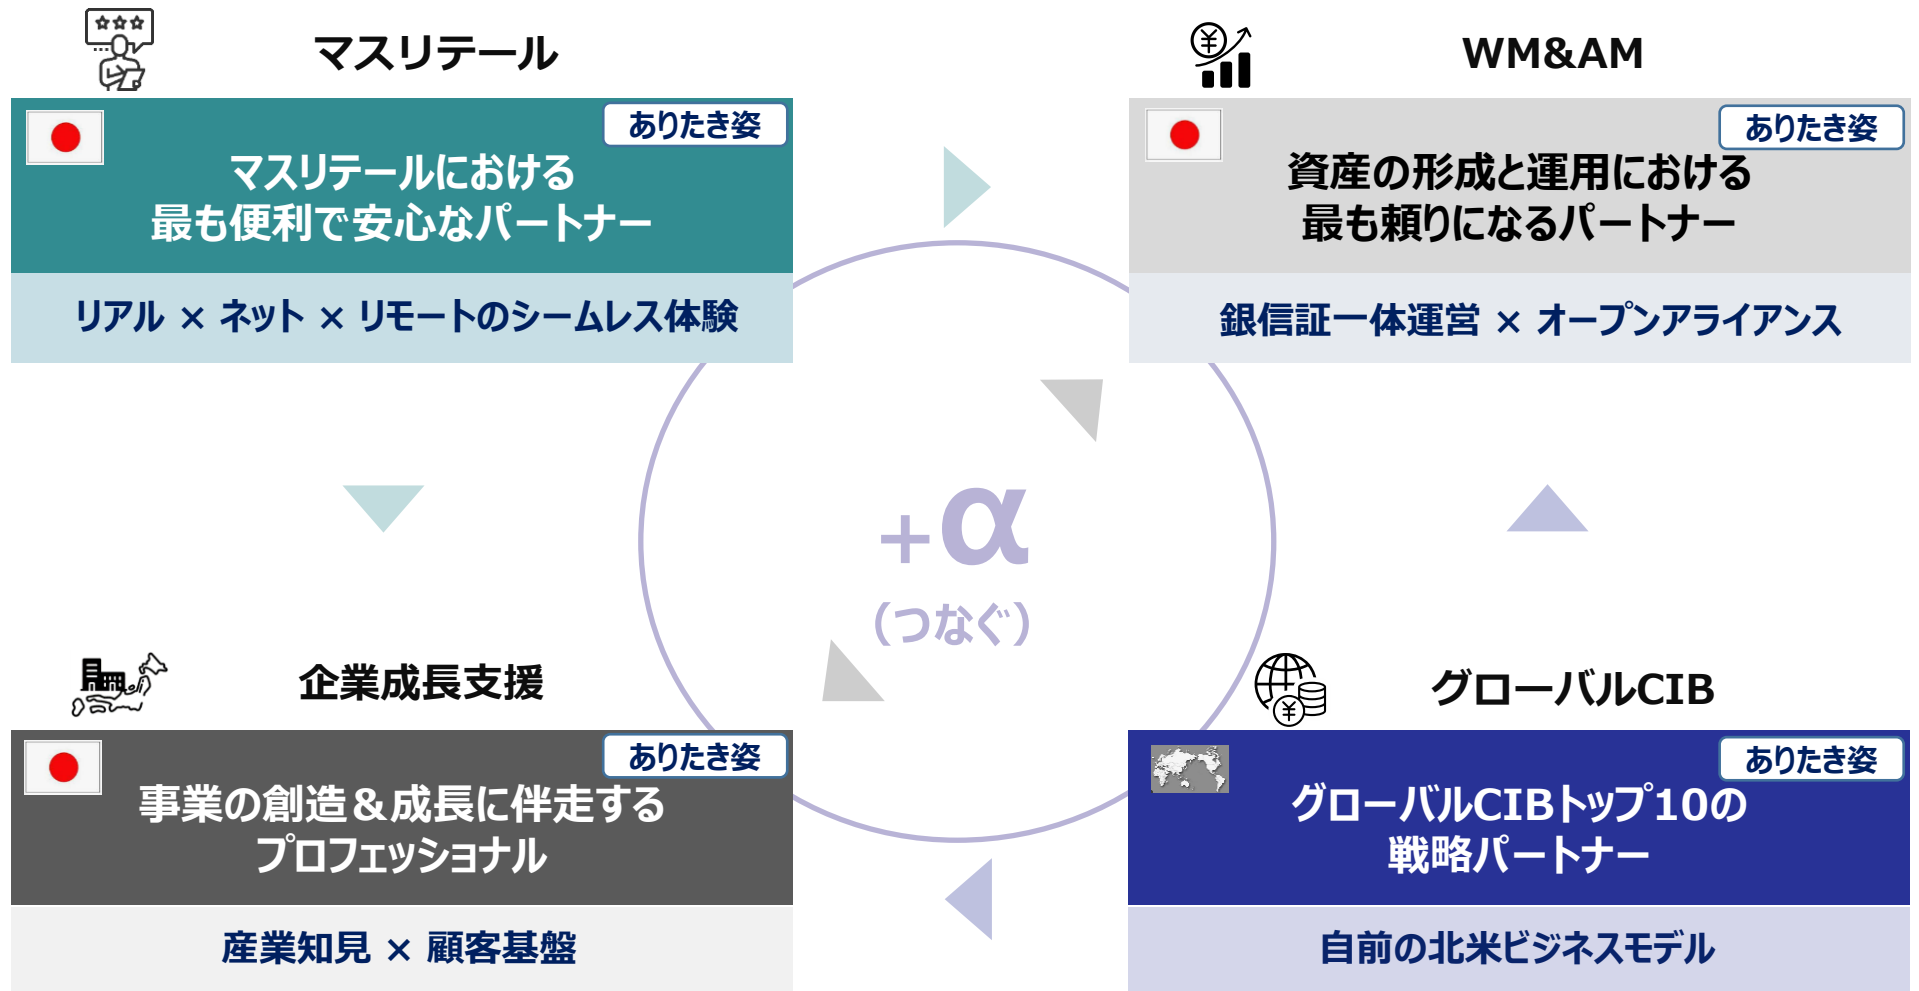 マスリテール
ありたき姿
マスリテールにおける
最も便利で安心なパートナー
リアル × ネット × リモートのシームレス体験
WM&AM
ありたき姿
資産の形成と運用における
最も頼りになるパートナー
銀信証一体運営 × オープンアライアンス
+α
(つなぐ)
企業成長支援
ありたき姿
事業の創造&成長に伴走する
プロフェッショナル
産業知見 × 顧客基盤
グローバルCIB
ありたき姿
グローバルCIBトップ10の
戦略パートナー
自前の北米ビジネスモデル